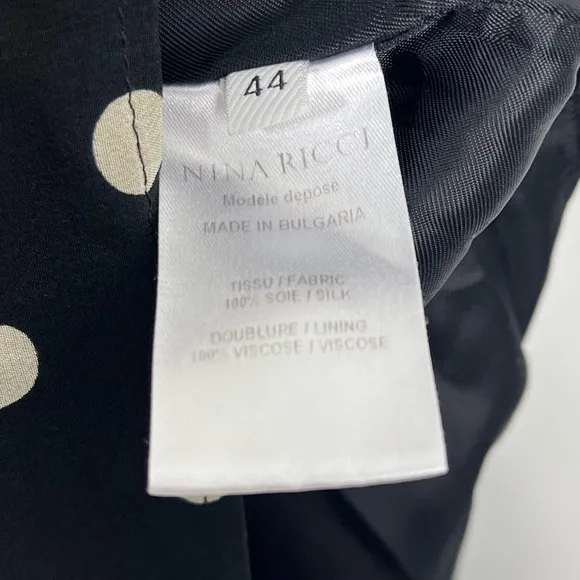 44
NINA RICCI
Modele depose
MADE IN BULGARIA
TISSU / FABRIC
100% SOIE / SILK
DOUBLURE / LINING
100% VISCOSE / VISCOSE